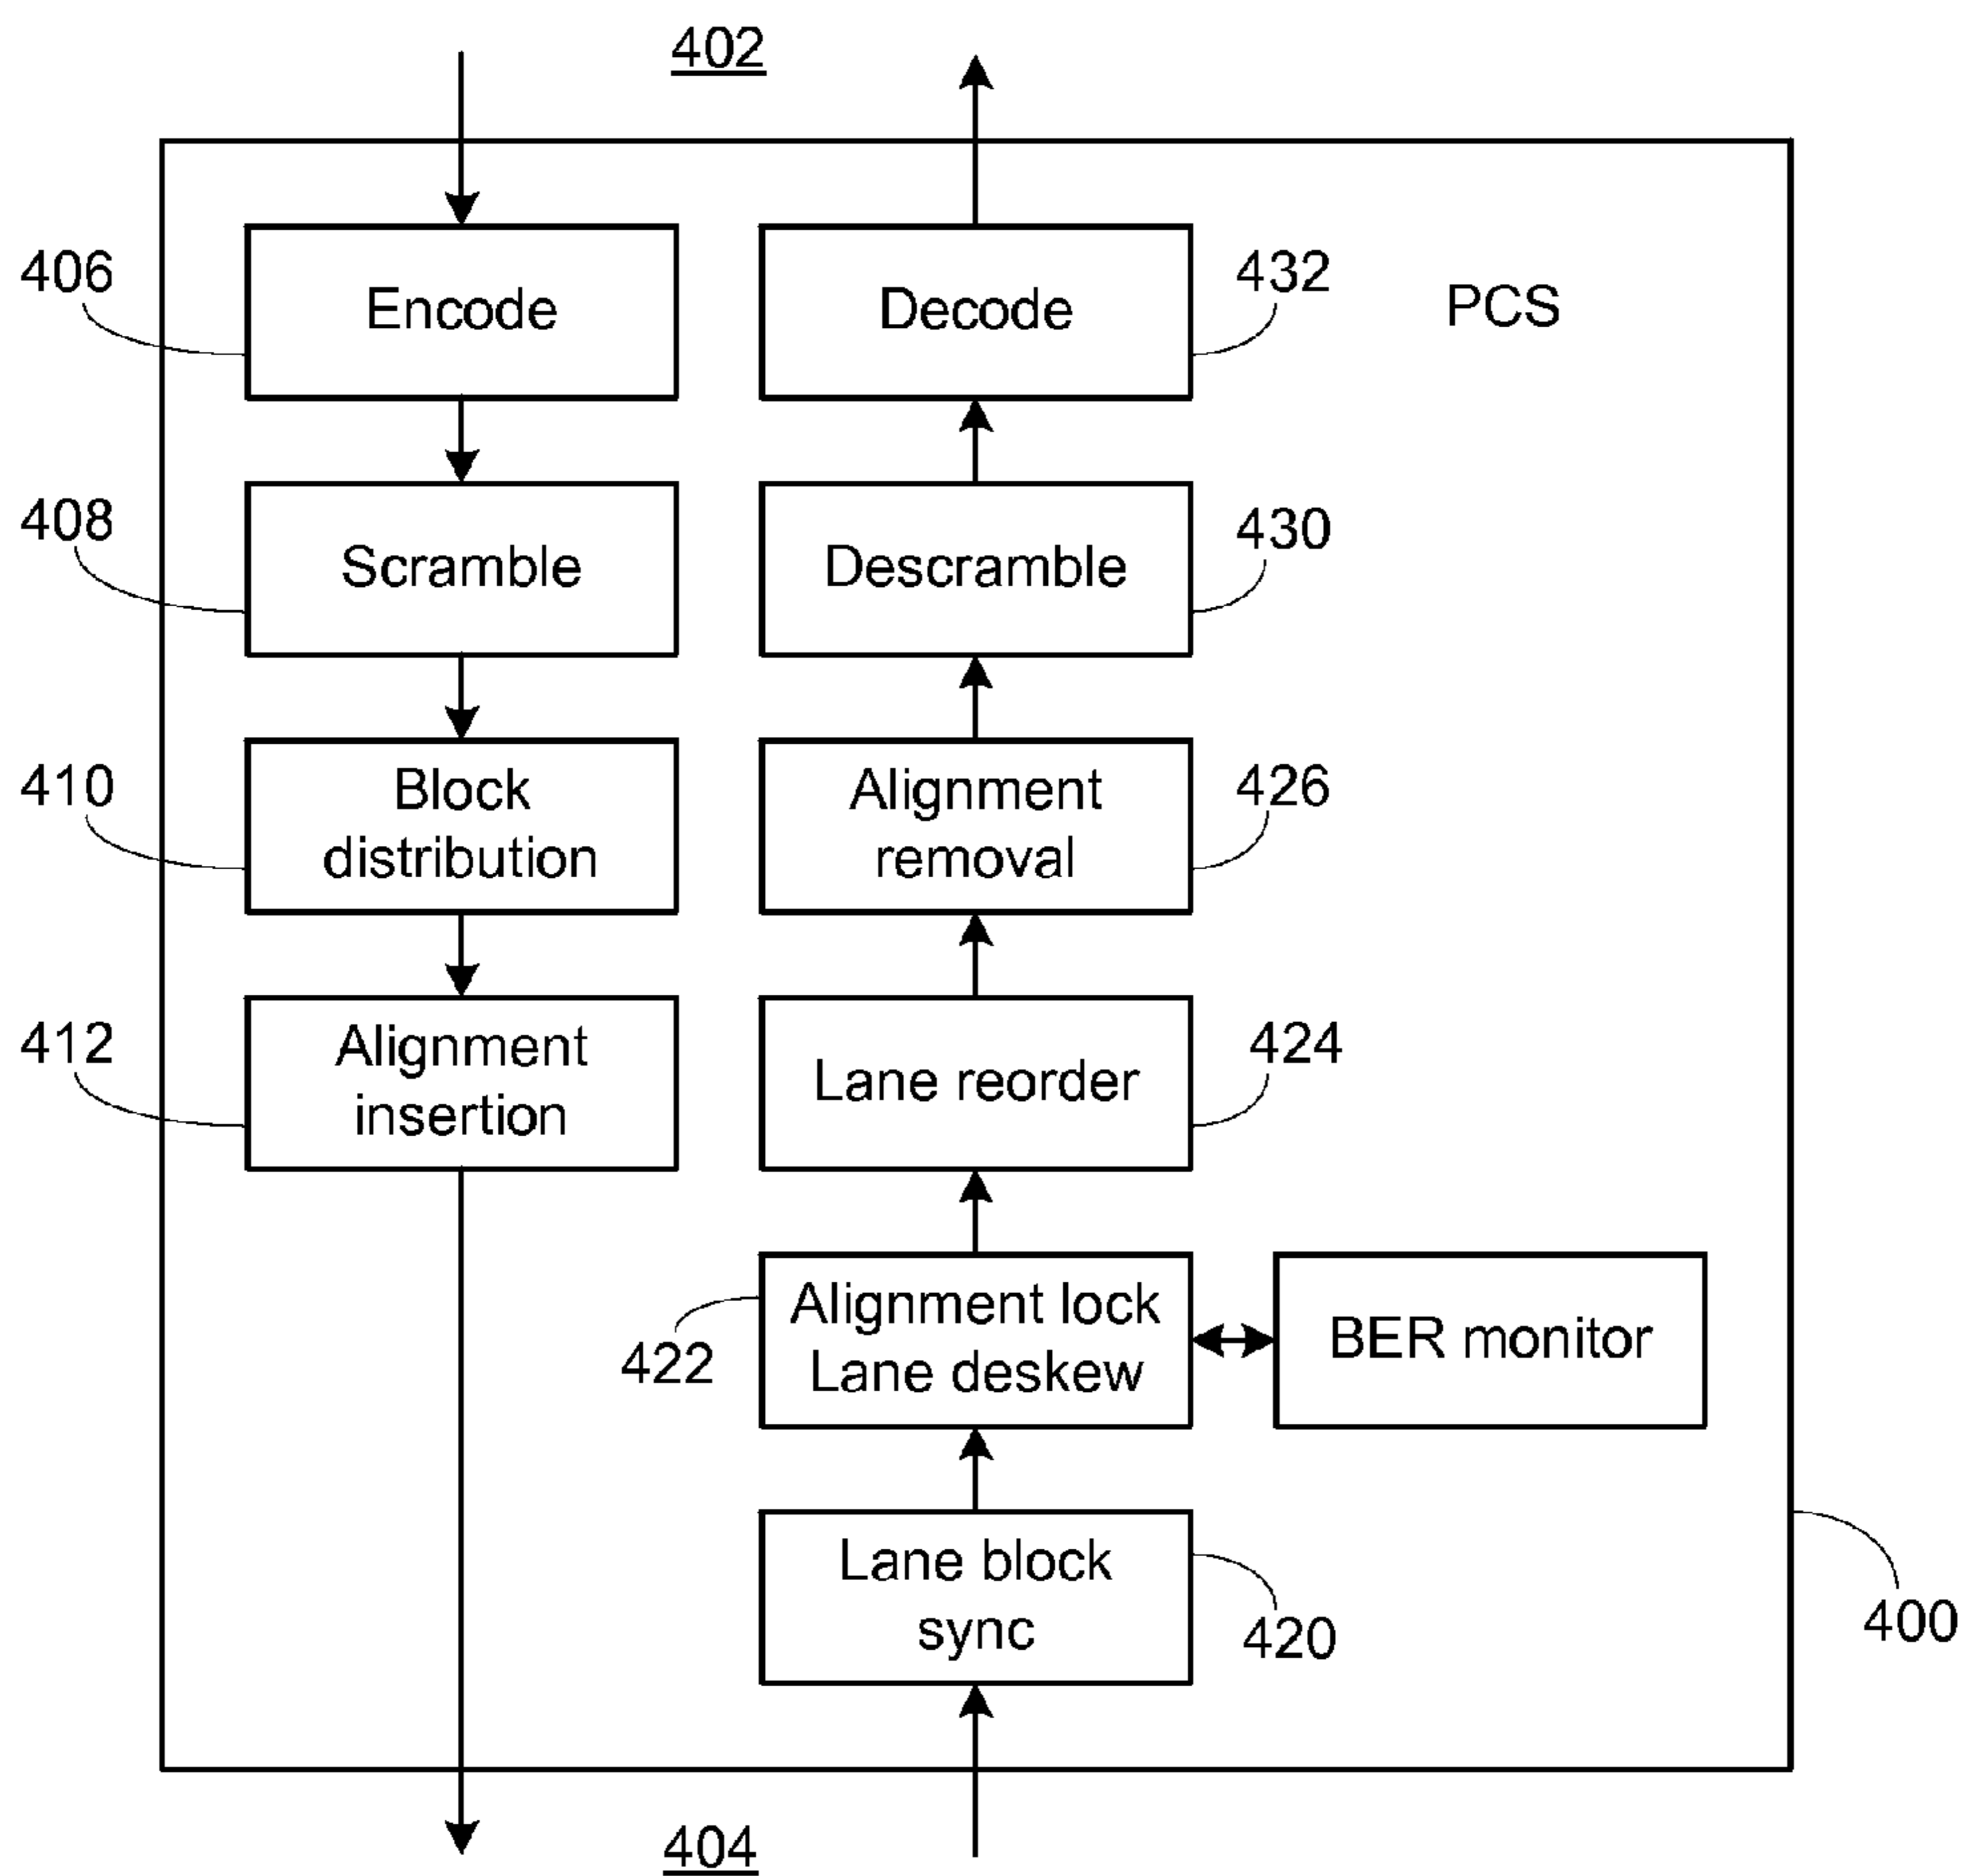 402
406
Encode
Decode
432
PCS
408
Scramble
Descramble
430
410
Block
distribution
Alignment
removal
426
412
Alignment
insertion
Lane reorder
424
422
Alignment lock
Lane deskew
BER monitor
Lane block
sync
420
400
404